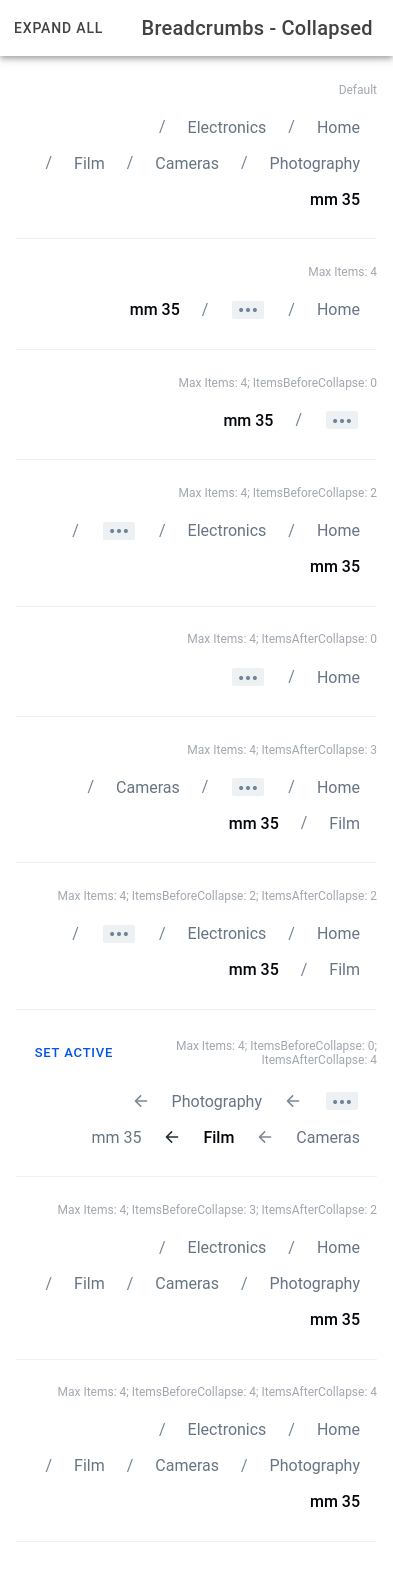 EXPAND ALL Breadcrumbs - Collapsed
Default
/ Electronics / Home
/ Film / Cameras / Photography
mm 35
Max Items: 4
mm 35 / ••• / Home
Max Items: 4; ItemsBeforeCollapse: 0
mm 35 / •••
Max Items: 4; ItemsBeforeCollapse: 2
/ ••• / Electronics / Home
mm 35
Max Items: 4; ItemsAfterCollapse: 0
••• / Home
Max Items: 4; ItemsAfterCollapse: 3
/ Cameras / ••• / Home
mm 35 / Film
Max Items: 4; ItemsBeforeCollapse: 2; ItemsAfterCollapse: 2
/ ••• / Electronics / Home
mm 35 / Film
SET ACTIVE
Max Items: 4; ItemsBeforeCollapse: 0;
ItemsAfterCollapse: 4
← Photography ← •••
mm 35 ← Film ← Cameras
Max Items: 4; ItemsBeforeCollapse: 3; ItemsAfterCollapse: 2
/ Electronics / Home
/ Film / Cameras / Photography
mm 35
Max Items: 4; ItemsBeforeCollapse: 4; ItemsAfterCollapse: 4
/ Electronics / Home
/ Film / Cameras / Photography
mm 35